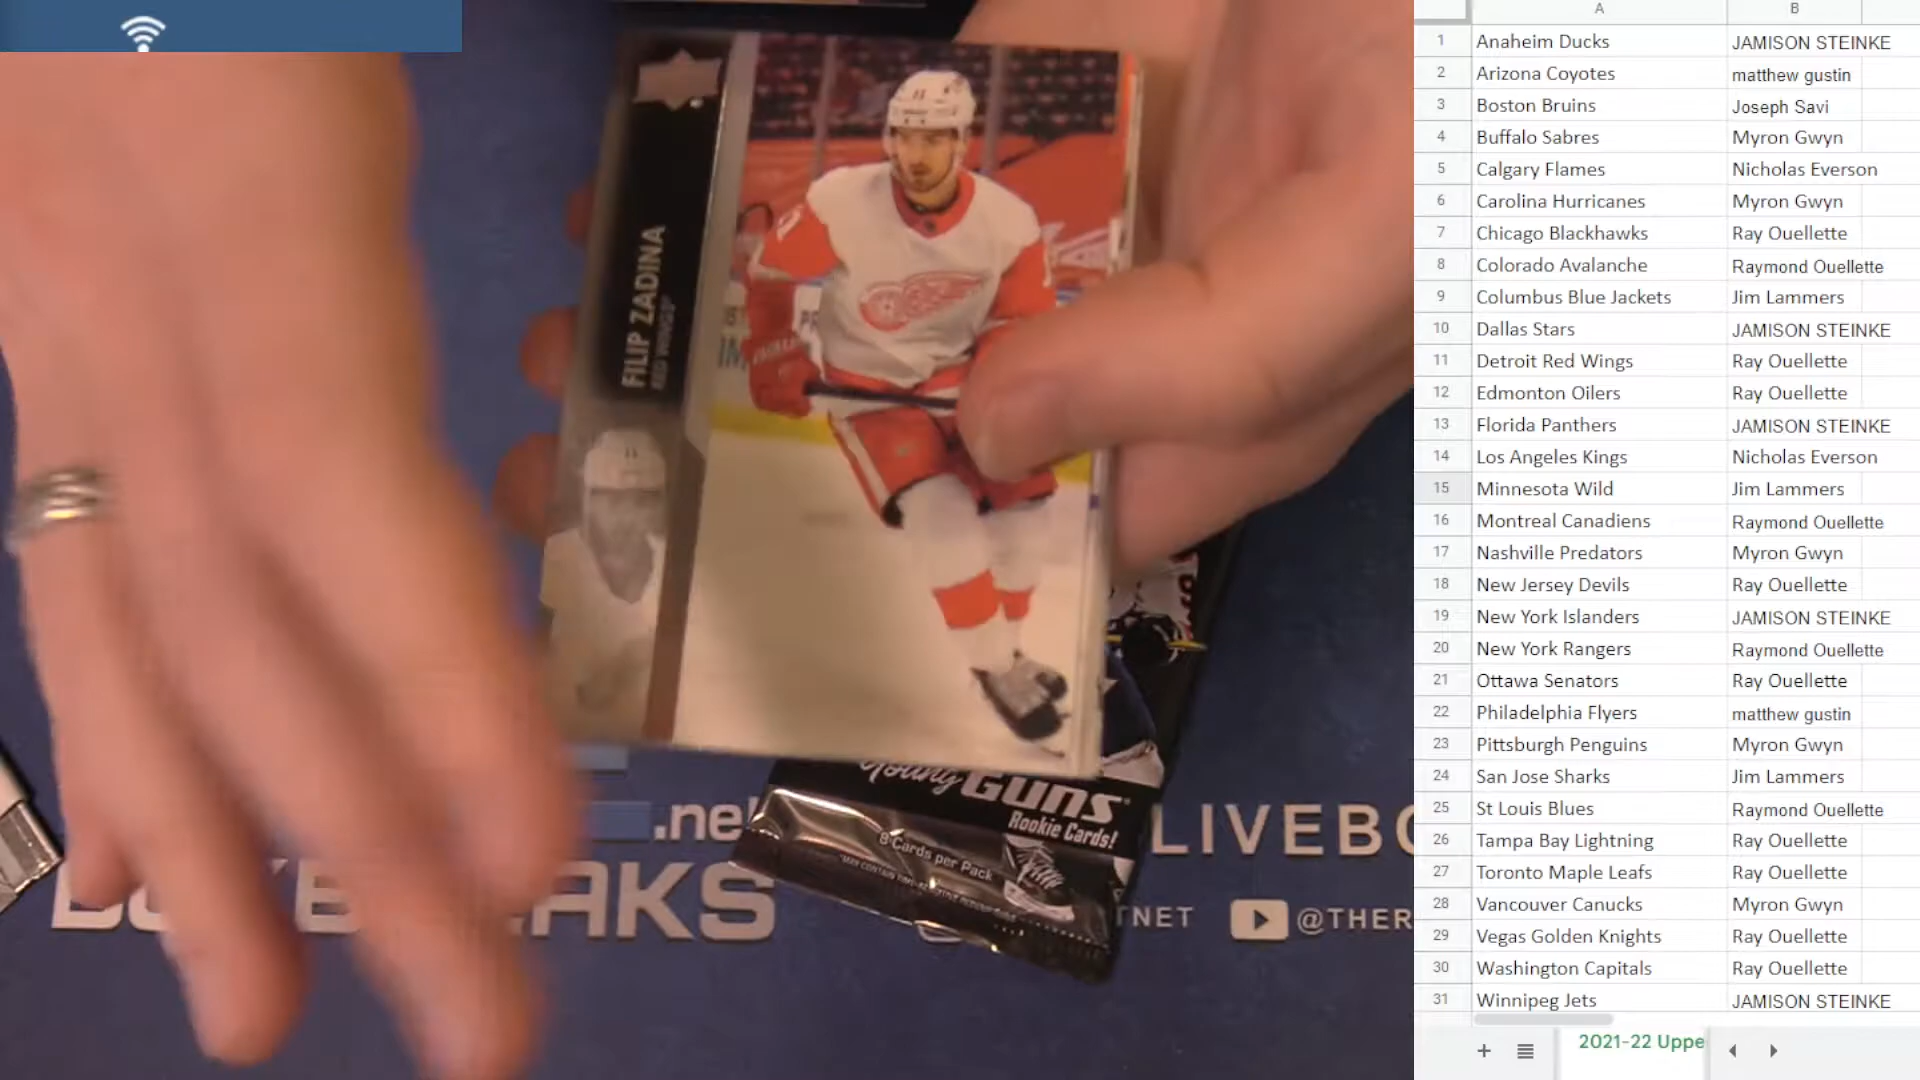 FILIP ZADINA
RED WINGS
Young GUNS
Rookie Cards!
8 Cards per Pack
.ne
LIVEB
AKS
TNET
@THER
A B
1 Anaheim Ducks JAMISON STEINKE
2 Arizona Coyotes matthew gustin
3 Boston Bruins Joseph Savi
4 Buffalo Sabres Myron Gwyn
5 Calgary Flames Nicholas Everson
6 Carolina Hurricanes Myron Gwyn
7 Chicago Blackhawks Ray Ouellette
8 Colorado Avalanche Raymond Ouellette
9 Columbus Blue Jackets Jim Lammers
10 Dallas Stars JAMISON STEINKE
11 Detroit Red Wings Ray Ouellette
12 Edmonton Oilers Ray Ouellette
13 Florida Panthers JAMISON STEINKE
14 Los Angeles Kings Nicholas Everson
15 Minnesota Wild Jim Lammers
16 Montreal Canadiens Raymond Ouellette
17 Nashville Predators Myron Gwyn
18 New Jersey Devils Ray Ouellette
19 New York Islanders JAMISON STEINKE
20 New York Rangers Raymond Ouellette
21 Ottawa Senators Ray Ouellette
22 Philadelphia Flyers matthew gustin
23 Pittsburgh Penguins Myron Gwyn
24 San Jose Sharks Jim Lammers
25 St Louis Blues Raymond Ouellette
26 Tampa Bay Lightning Ray Ouellette
27 Toronto Maple Leafs Ray Ouellette
28 Vancouver Canucks Myron Gwyn
29 Vegas Golden Knights Ray Ouellette
30 Washington Capitals Ray Ouellette
31 Winnipeg Jets JAMISON STEINKE
2021-22 Uppe